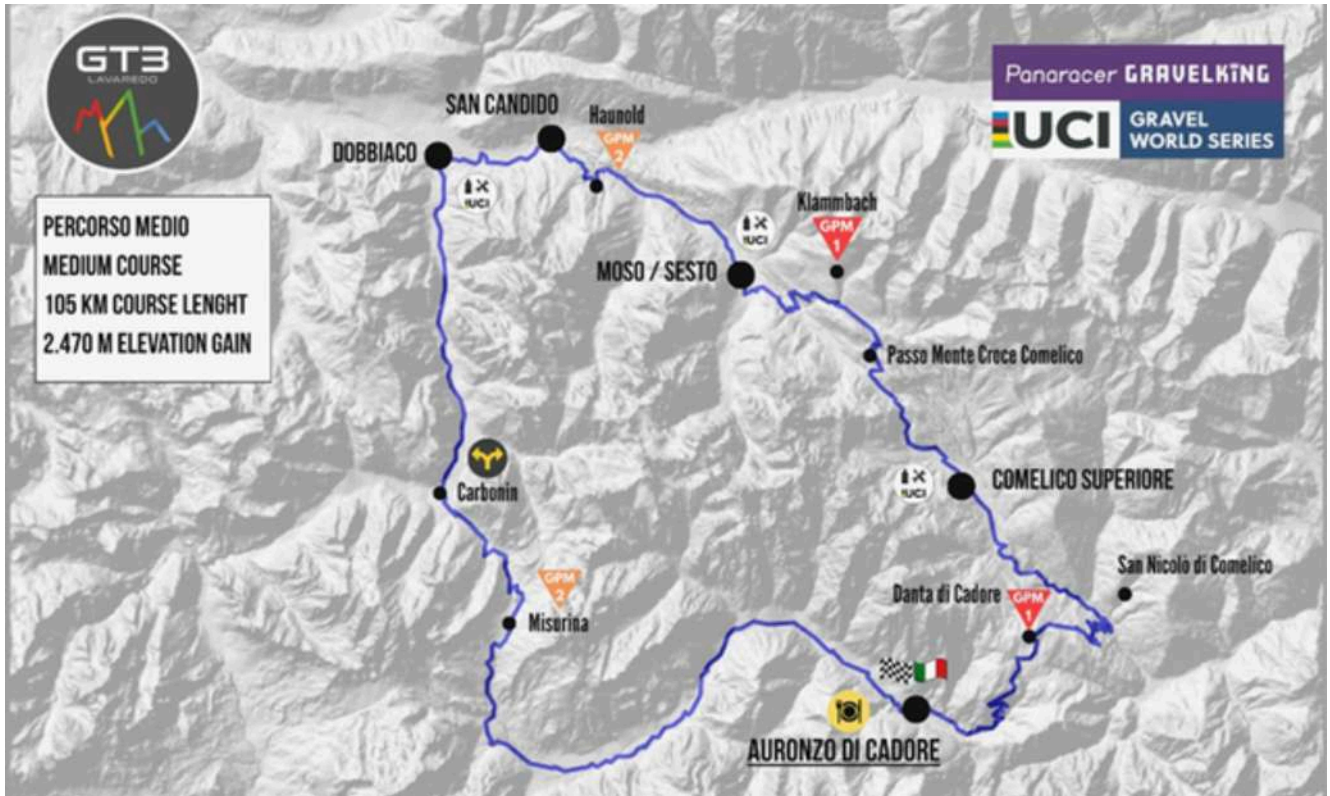 GT3
LAVAREDO
Panaracer GRAVELKING
UCI
GRAVEL
WORLD SERIES
SAN CANDIDO
Haunold
GPM
2
DOBBIACO
UCI
PERCORSO MEDIO
MEDIUM COURSE
105 KM COURSE LENGHT
2.470 M ELEVATION GAIN
Klammbach
GPM
1
UCI
MOSO / SESTO
Passo Monte Croce Comelico
Carbonin
UCI
COMELICO SUPERIORE
San Nicolò di Comelico
GPM
2
Misurina
Danta di Cadore
GPM
1
AURONZO DI CADORE